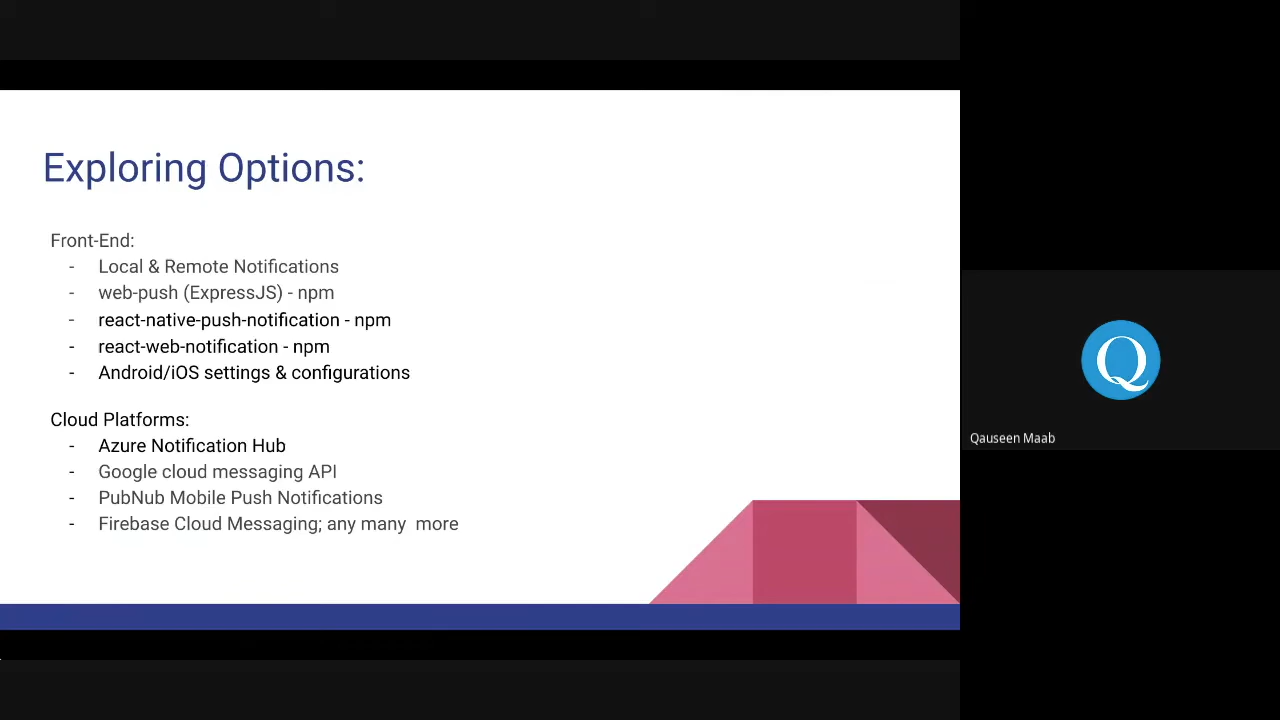 Exploring Options:
Front-End:
- Local & Remote Notifications
- web-push (ExpressJS) - npm
- react-native-push-notification - npm
- react-web-notification - npm
- Android/iOS settings & configurations
Cloud Platforms:
- Azure Notification Hub
- Google cloud messaging API
- PubNub Mobile Push Notifications
- Firebase Cloud Messaging; any many  more
Q
Qauseen Maab